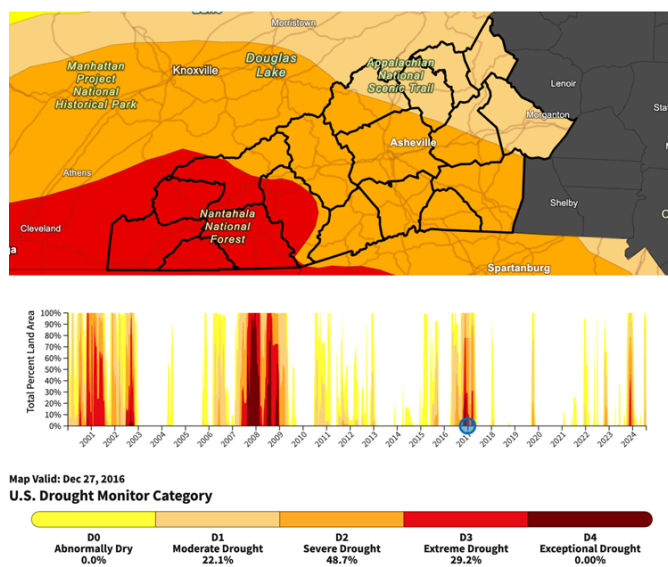 Lake
Morristown
Manhattan
Project
National
Historical Park
Knoxville
Douglas
Lake
Appalachian
National
Scenic Trail
Lenoir
Morganton
Asheville
Athens
Nantahala
National
Forest
Cleveland
ga
Shelby
Spartanburg
Stat
C
Total Percent Land Area
100%
90%
80%
70%
60%
50%
40%
30%
20%
10%
0%
2001
2002
2003
2004
2005
2006
2007
2008
2009
2010
2011
2012
2013
2014
2015
2016
2017
2018
2019
2020
2021
2022
2023
2024
Map Valid: Dec 27, 2016
U.S. Drought Monitor Category
D0 D1 D2 D3 D4
Abnormally Dry Moderate Drought Severe Drought Extreme Drought Exceptional Drought
0.0% 22.1% 48.7% 29.2% 0.00%